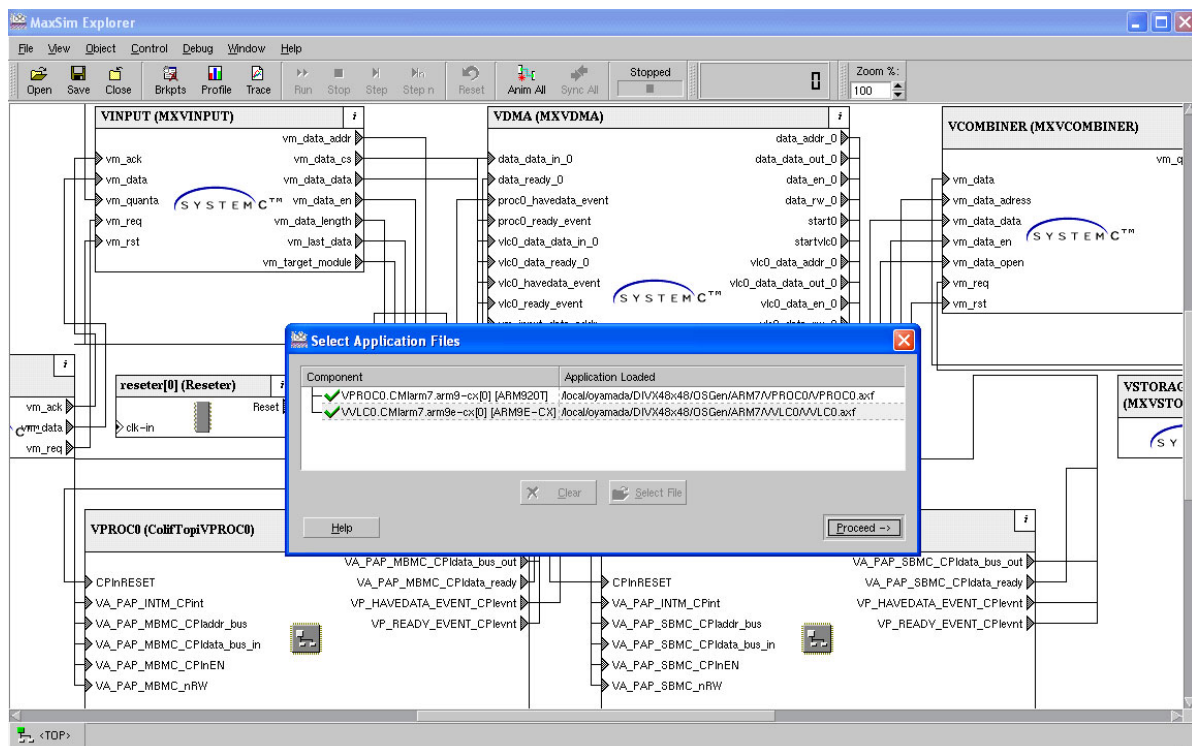 MaxSim Explorer
File View Object Control Debug Window Help
Open Save Close Brkpts Profile Trace Run Stop Step Step n Reset Anim All Sync All Stopped 0 Zoom %:
100
VINPUT (MXVINPUT) i
vm_data_addr
vm_ack vm_data_cs
vm_data vm_data_data
vm_quanta SYSTEMC™ vm_data_en
vm_req vm_data_length
vm_rst vm_last_data
vm_target_module
VDMA (MXVDMA) i
data_addr_0
data_data_in_0 data_data_out_0
data_ready_0 data_en_0
proc0_havedata_event data_rw_0
proc0_ready_event start0
vlc0_data_data_in_0 startvlc0
vlc0_data_ready_0 vlc0_data_addr_0
vlc0_havedata_event vlc0_data_data_out_0
vlc0_ready_event SYSTEMC™ vlc0_data_en_0
VCOMBINER (MXVCOMBINER)
vm_q
vm_data
vm_data_adress
vm_data_data
vm_data_en SYSTEMC™
vm_data_open
vm_req
vm_rst
i
vm_ack
vm_data
vm_req
reseter[0] (Reseter) i
Reset
clk-in
Select Application Files
Component Application Loaded
VPROC0.CMIarm7.arm9-cx[0] [ARM920T] /local/oyamada/DIVX48x48/OSGen/ARM7/VPROC0/VPROC0.axf
VVLC0.CMIarm7.arm9e-cx[0] [ARM9E-CX] /local/oyamada/DIVX48x48/OSGen/ARM7/VVLC0/VVLC0.axf
Clear Select File
Help Proceed ->
VSTORAG
(MXVSTO
S Y
VPROC0 (ColifTopiVPROC0)
VA_PAP_MBMC_CPIdata_bus_out
CPInRESET VA_PAP_MBMC_CPIdata_ready
VA_PAP_INTM_CPint VP_HAVEDATA_EVENT_CPIevnt
VA_PAP_MBMC_CPIaddr_bus VP_READY_EVENT_CPIevnt
VA_PAP_MBMC_CPIdata_bus_in
VA_PAP_MBMC_CPInEN
VA_PAP_MBMC_nRW
i
VA_PAP_SBMC_CPIdata_bus_out
CPInRESET VA_PAP_SBMC_CPIdata_ready
VA_PAP_INTM_CPint VP_HAVEDATA_EVENT_CPIevnt
VA_PAP_SBMC_CPIaddr_bus VP_READY_EVENT_CPIevnt
VA_PAP_SBMC_CPIdata_bus_in
VA_PAP_SBMC_CPInEN
VA_PAP_SBMC_nRW
<TOP>